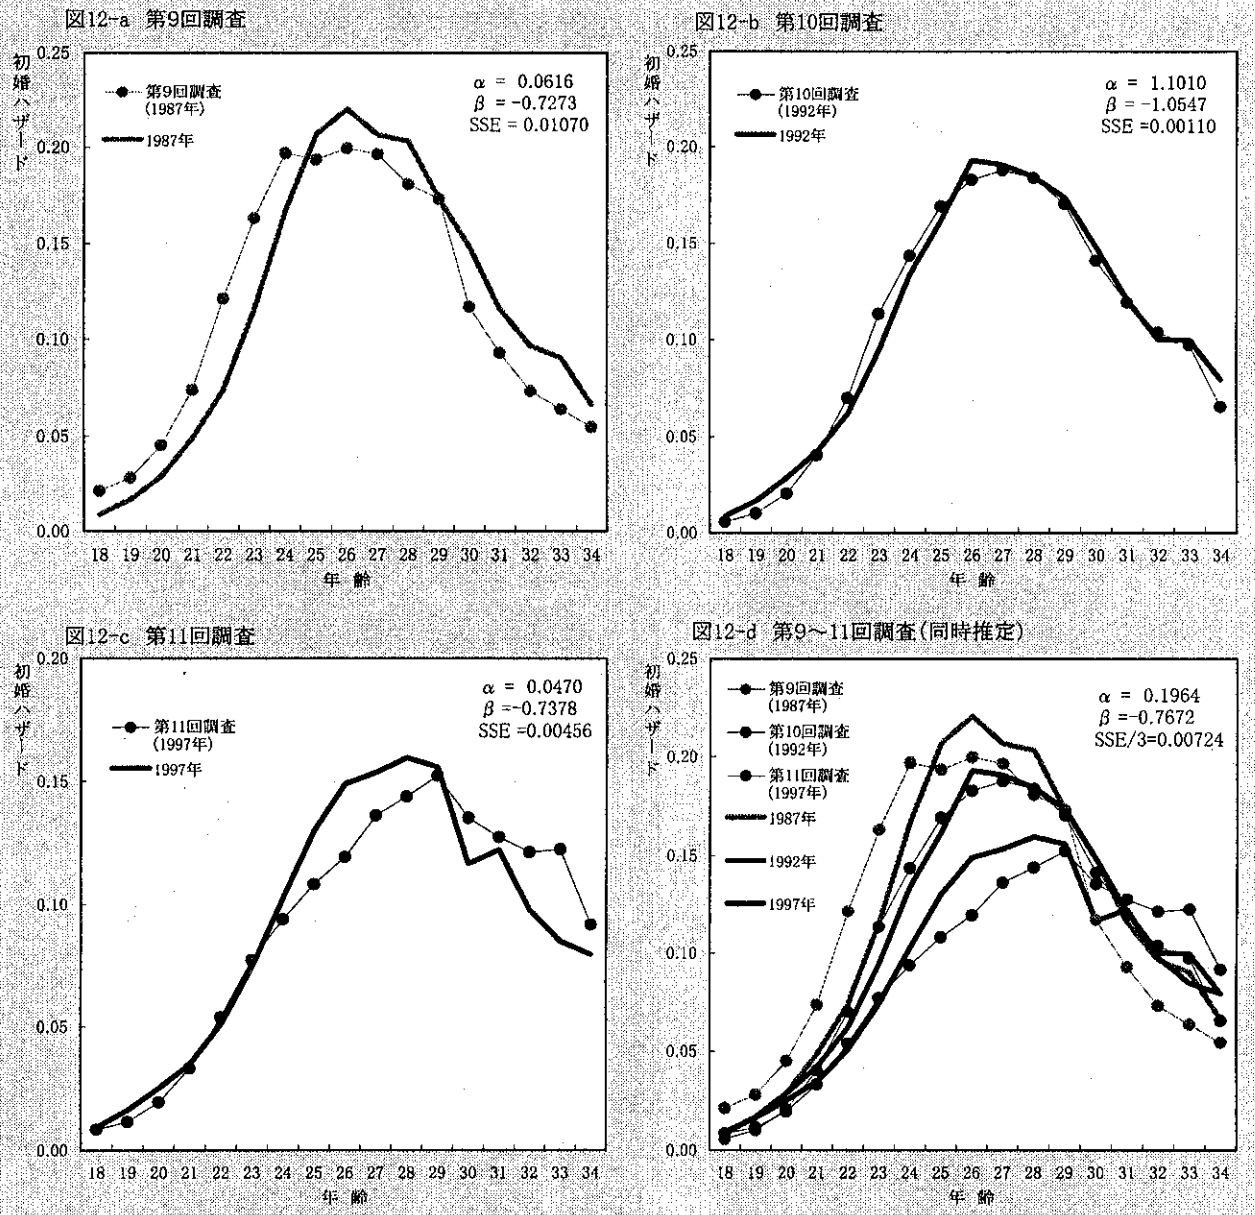 図12-a 第9回調査
初婚ハザード
0.25
0.20
0.15
0.10
0.05
0.00
第9回調査
(1987年)
1987年
α = 0.0616
β = -0.7273
SSE = 0.01070
18 19 20 21 22 23 24 25 26 27 28 29 30 31 32 33 34
年 齢
図12-b 第10回調査
初婚ハザード
0.25
0.20
0.15
0.10
0.05
0.00
第10回調査
(1992年)
1992年
α = 1.1010
β = -1.0547
SSE =0.00110
18 19 20 21 22 23 24 25 26 27 28 29 30 31 32 33 34
年 齢
図12-c 第11回調査
初婚ハザード
0.20
0.15
0.10
0.05
0.00
第11回調査
(1997年)
1997年
α = 0.0470
β =-0.7378
SSE =0.00456
18 19 20 21 22 23 24 25 26 27 28 29 30 31 32 33 34
年 齢
図12-d 第9～11回調査(同時推定)
初婚ハザード
0.25
0.20
0.15
0.10
0.05
0.00
第9回調査
(1987年)
第10回調査
(1992年)
第11回調査
(1997年)
1987年
1992年
1997年
α = 0.1964
β =-0.7672
SSE/3=0.00724
18 19 20 21 22 23 24 25 26 27 28 29 30 31 32 33 34
年 齢